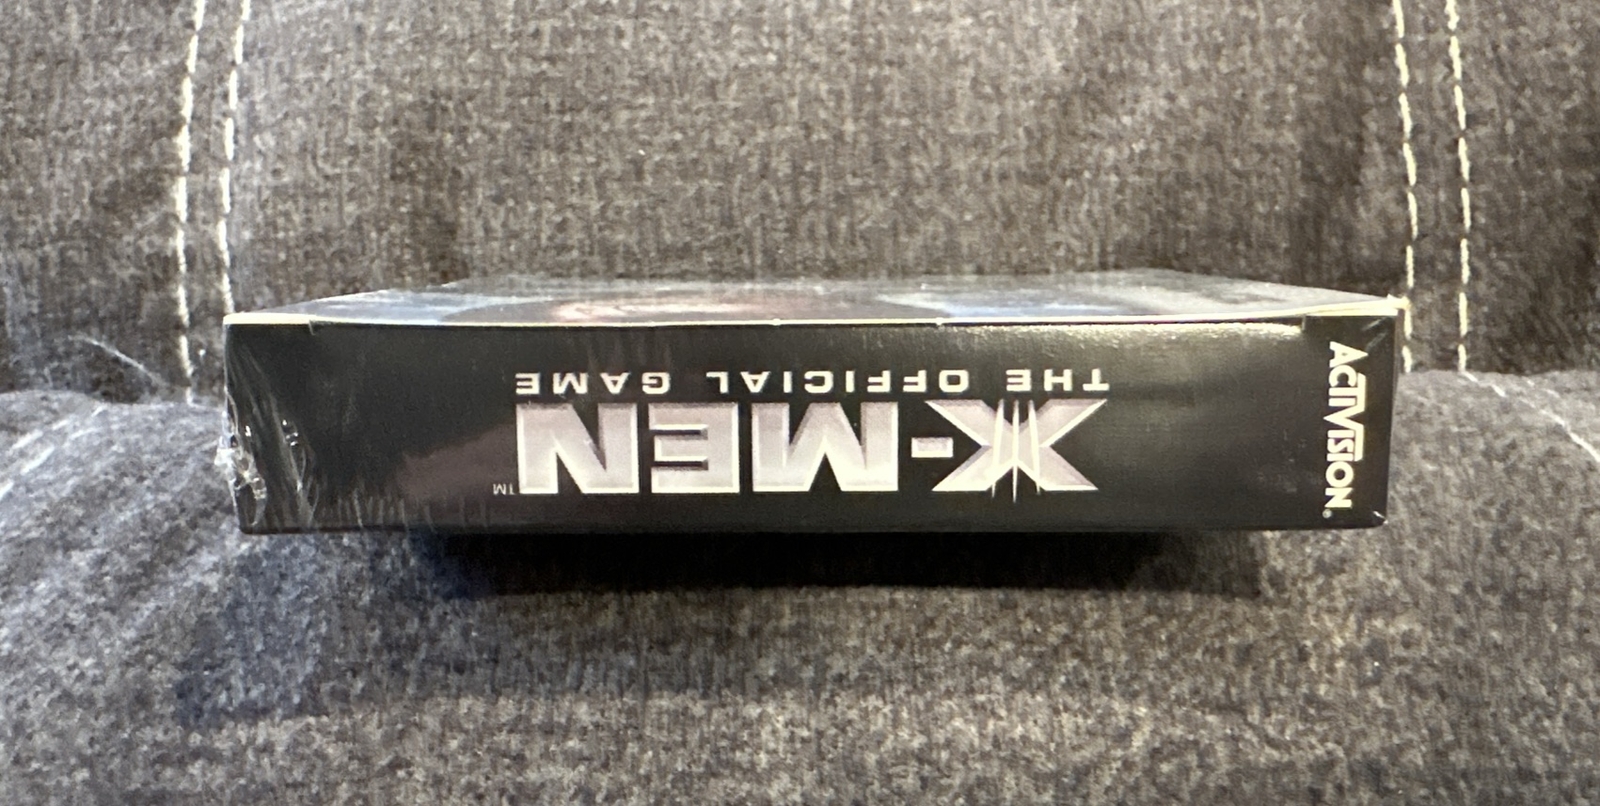 X-MEN™
THE OFFICIAL GAME
ACTIVISION®